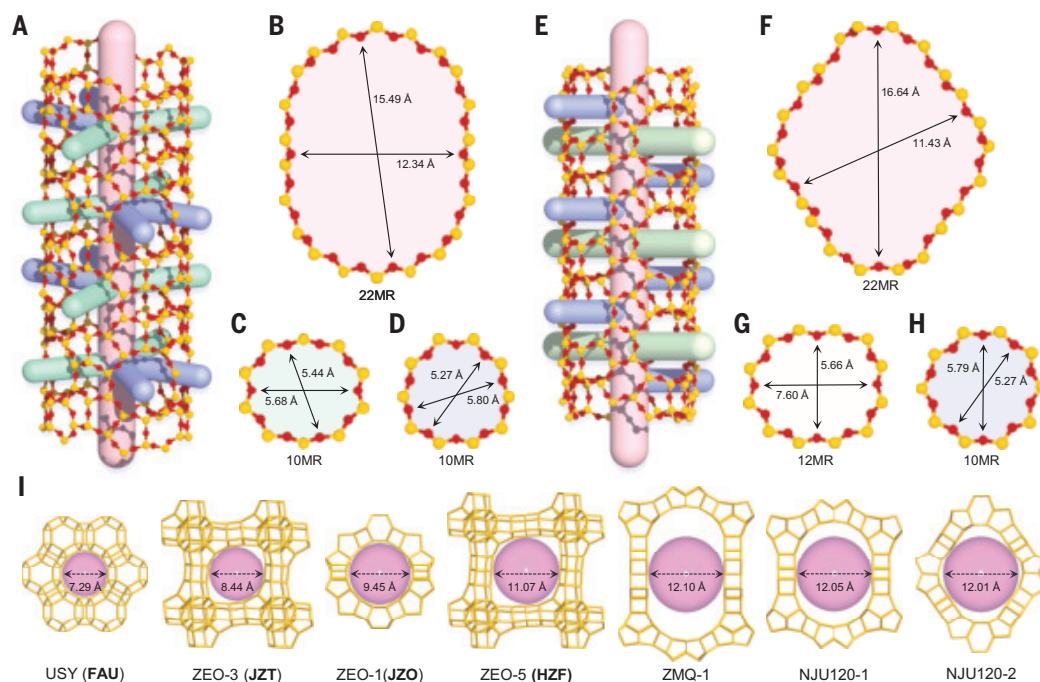 A
B
E
F
15.49 Å
12.34 Å
22MR
16.64 Å
11.43 Å
22MR
C
D
G
H
5.44 Å
5.68 Å
10MR
5.27 Å
5.80 Å
10MR
5.66 Å
7.60 Å
12MR
5.79 Å
5.27 Å
10MR
I
7.29 Å
8.44 Å
9.45 Å
11.07 Å
12.10 Å
12.05 Å
12.01 Å
USY (FAU)
ZEO-3 (JZT)
ZEO-1(JZO)
ZEO-5 (HZF)
ZMQ-1
NJU120-1
NJU120-2